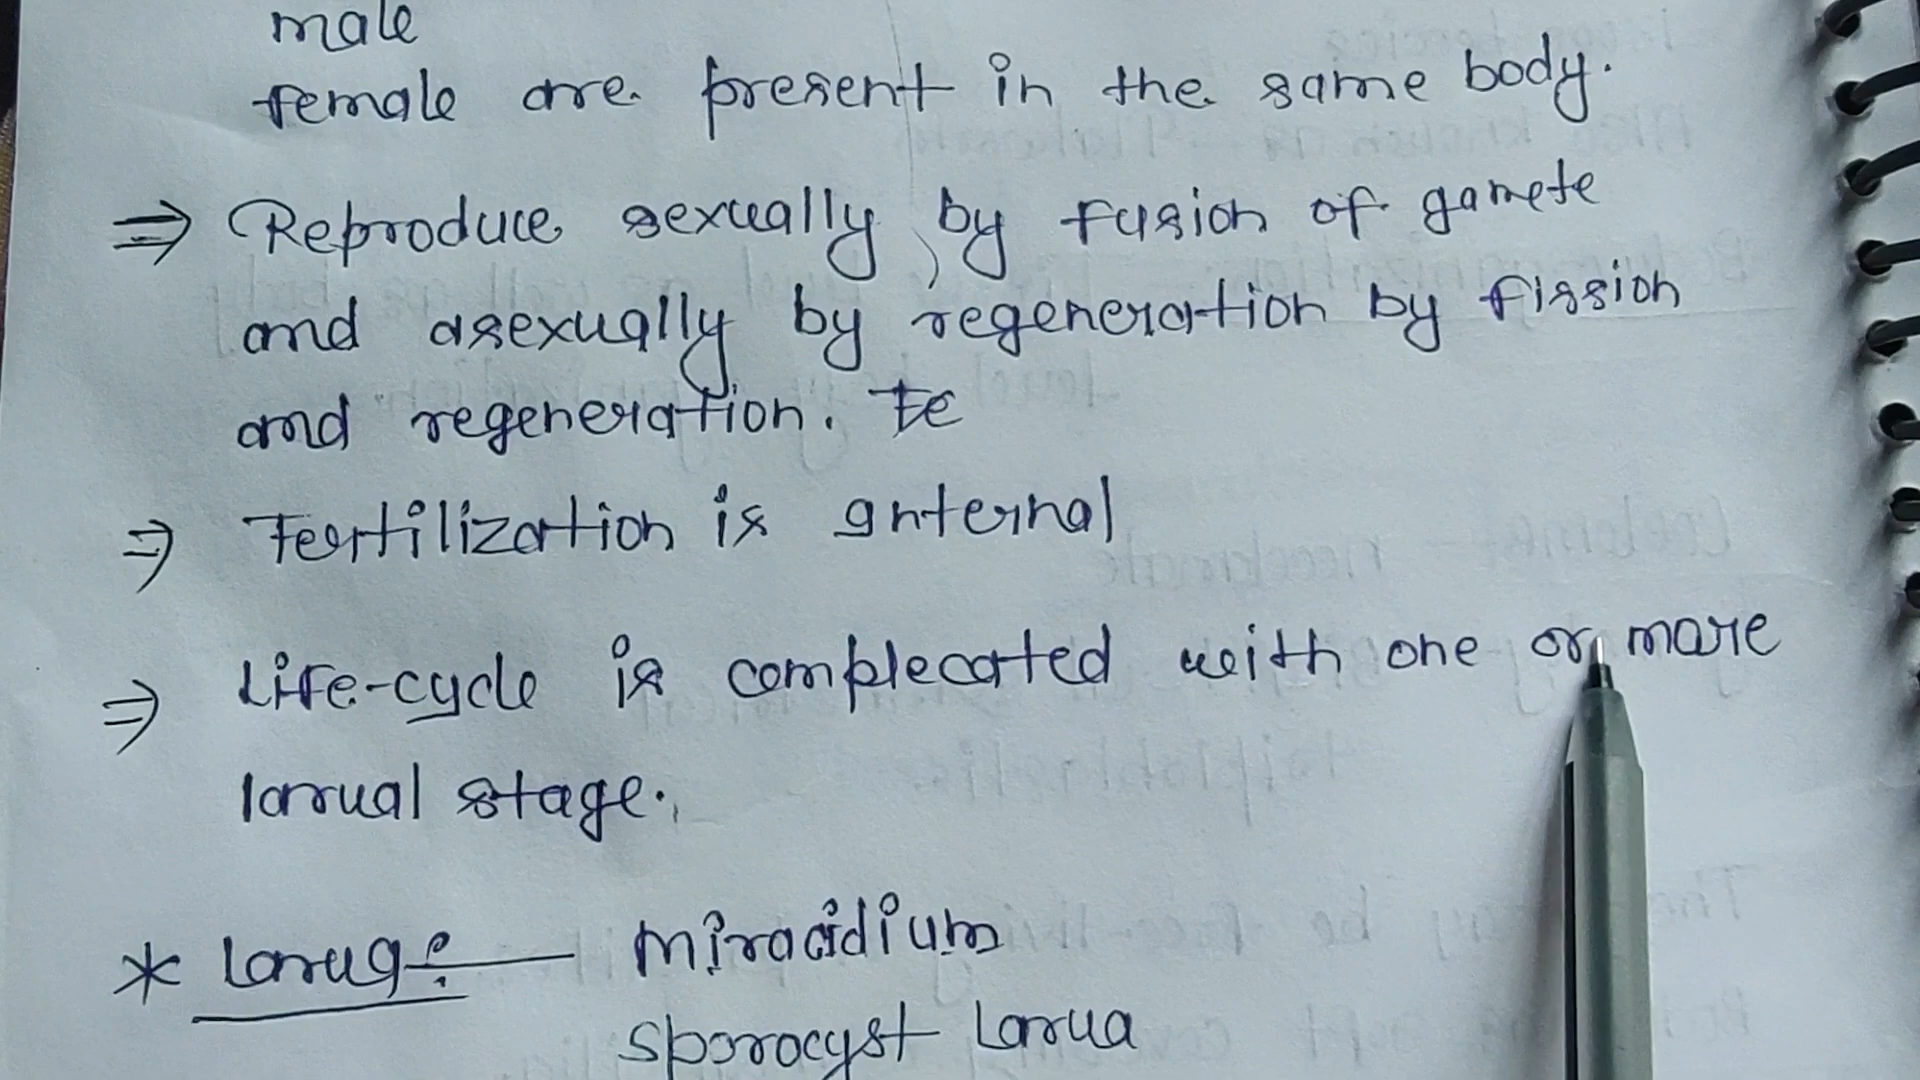 male
female are present in the same body.
⇒ Reproduce sexually, by fusion of gamete
and asexually by regeneration by fission
and regeneration. te
⇒ Fertilization is Internal
⇒ Life-cycle is complecated with one or more
larval stage.
* Larva:— Miracidium
Sporocyst Larva